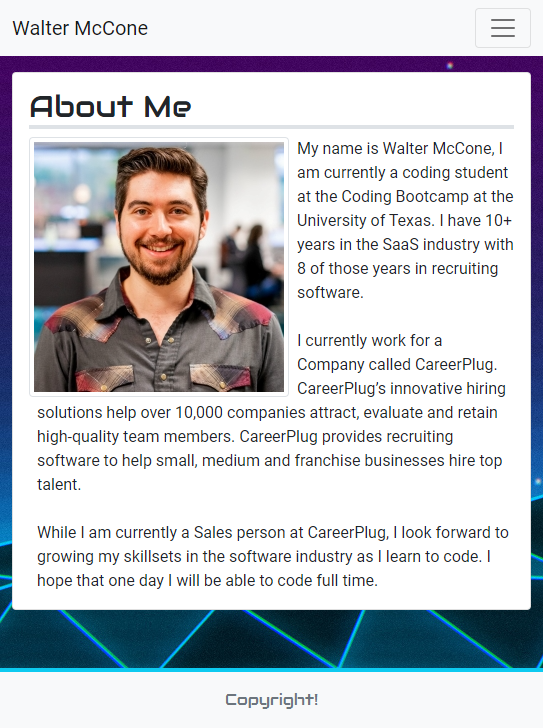 Walter McCone
About Me
My name is Walter McCone, I
am currently a coding student
at the Coding Bootcamp at the
University of Texas. I have 10+
years in the SaaS industry with
8 of those years in recruiting
software.
I currently work for a
Company called CareerPlug.
CareerPlug’s innovative hiring
solutions help over 10,000 companies attract, evaluate and retain
high-quality team members. CareerPlug provides recruiting
software to help small, medium and franchise businesses hire top
talent.
While I am currently a Sales person at CareerPlug, I look forward to
growing my skillsets in the software industry as I learn to code. I
hope that one day I will be able to code full time.
Copyright!